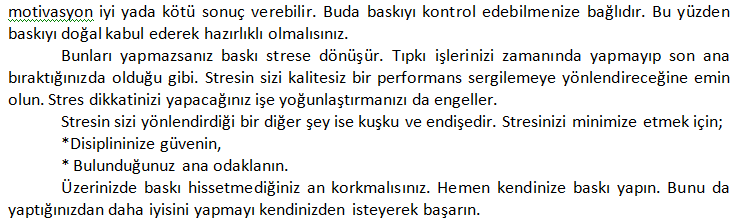 motivasyon iyi yada kötü sonuç verebilir. Buda baskıyı kontrol edebilmenize bağlıdır. Bu yüzden
baskıyı doğal kabul ederek hazırlıklı olmalısınız.
Bunları yapmazsanız baskı strese dönüşür. Tıpkı işlerinizi zamanında yapmayıp son ana
bıraktığınızda olduğu gibi. Stresin sizi kalitesiz bir performans sergilemeye yönlendireceğine emin
olun. Stres dikkatinizi yapacağınız işe yoğunlaştırmanızı da engeller.
Stresin sizi yönlendirdiği bir diğer şey ise kuşku ve endişedir. Stresinizi minimize etmek için;
*Disiplininize güvenin,
* Bulunduğunuz ana odaklanın.
Üzerinizde baskı hissetmediğiniz an korkmalısınız. Hemen kendinize baskı yapın. Bunu da
yaptığınızdan daha iyisini yapmayı kendinizden isteyerek başarın.